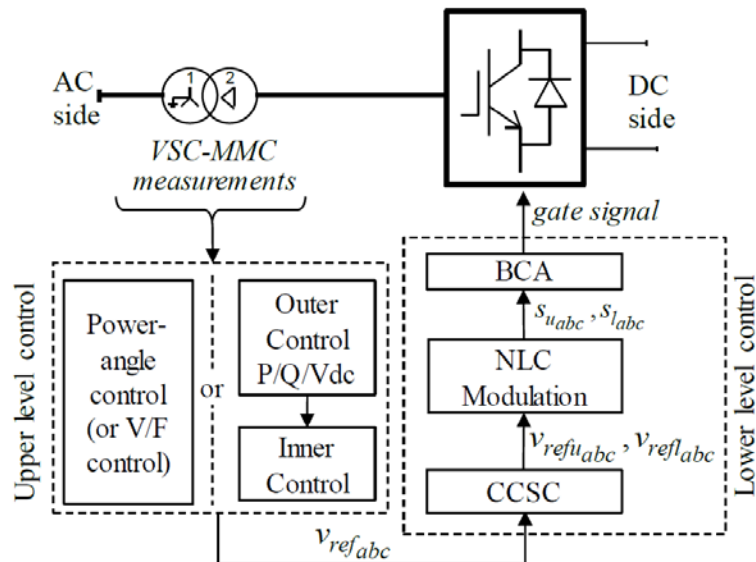 1 2
AC
side
DC
side
VSC-MMC
measurements
gate signal
Upper level control
Power-
angle
control
(or V/F
control)
or
Outer
Control
P/Q/Vdc
Inner
Control
BCA
s_{u_{abc}}, s_{l_{abc}}
NLC
Modulation
v_{refu_{abc}}, v_{refl_{abc}}
CCSC
Lower level control
v_{ref_{abc}}